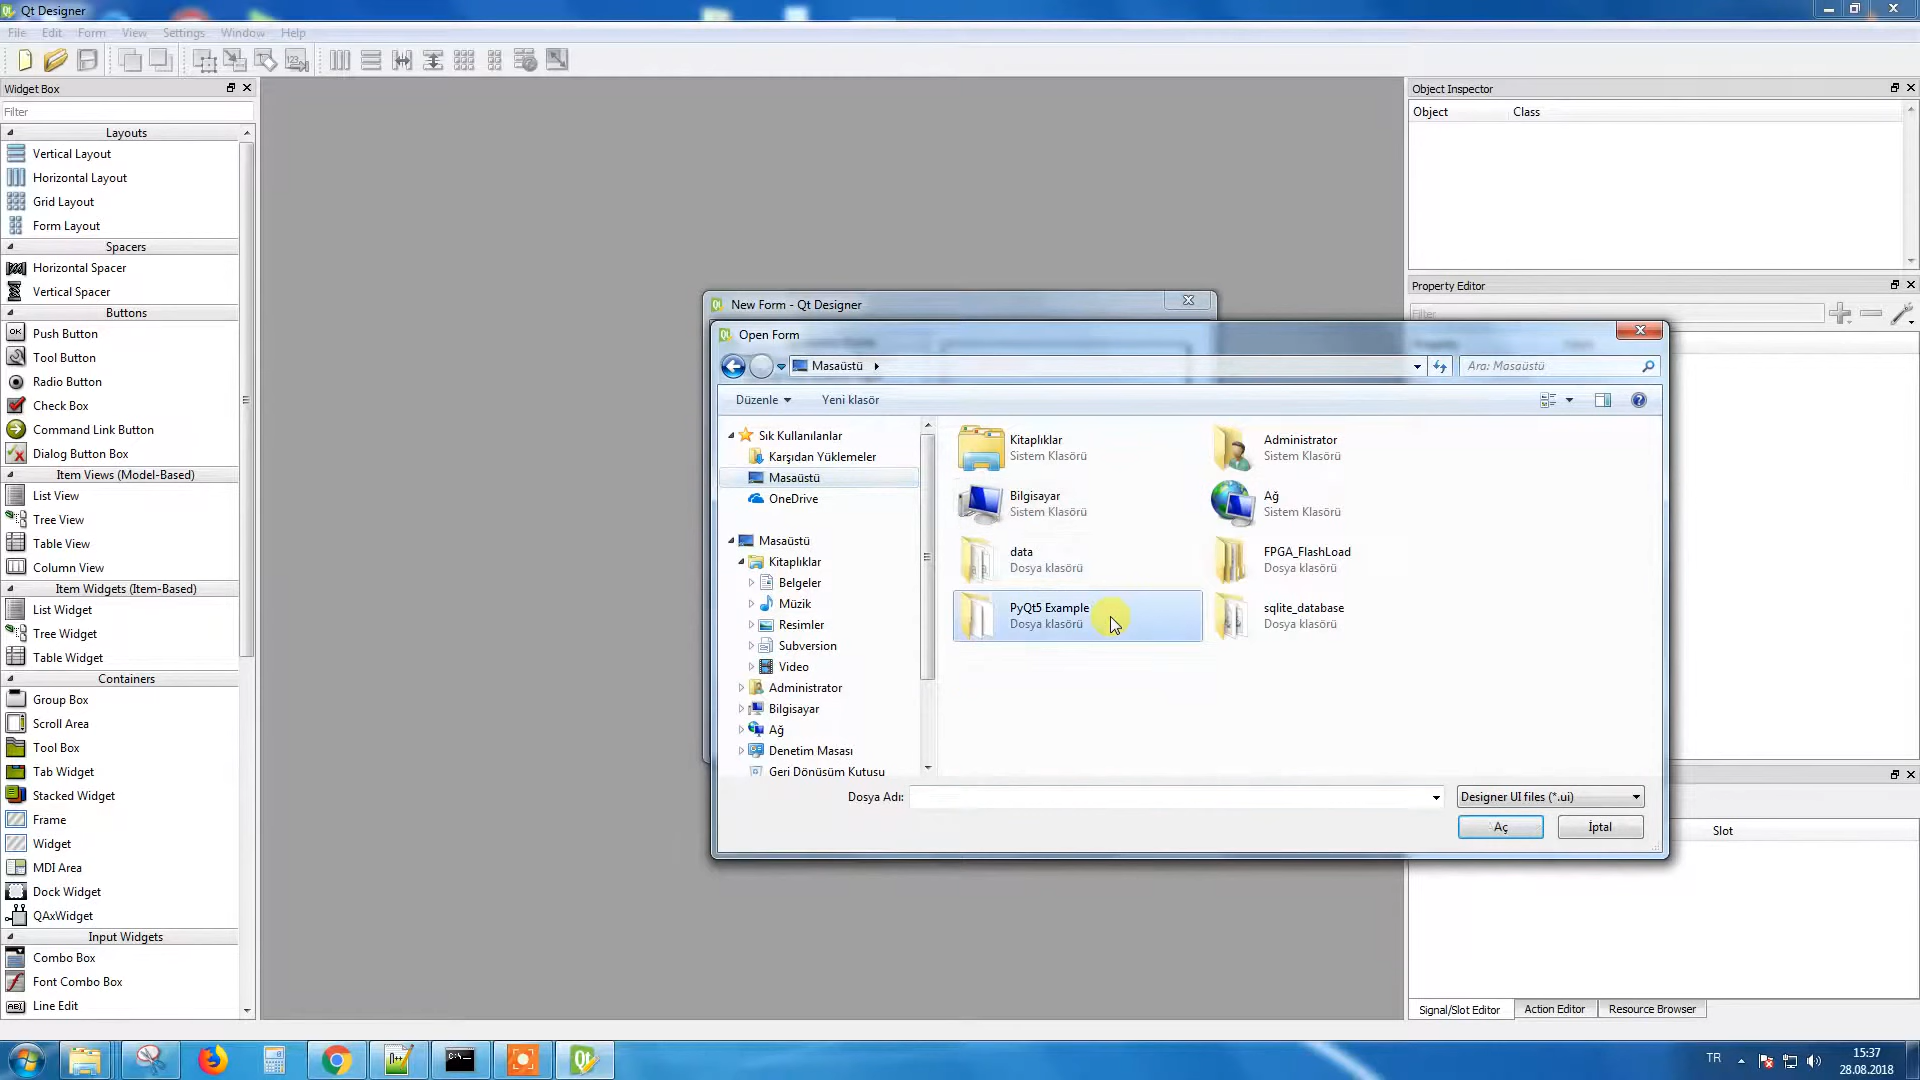 Qt Designer
File Edit Form View Settings Window Help
Widget Box
Filter
Layouts
Vertical Layout
Horizontal Layout
Grid Layout
Form Layout
Spacers
Horizontal Spacer
Vertical Spacer
Buttons
Push Button
Tool Button
Radio Button
Check Box
Command Link Button
Dialog Button Box
Item Views (Model-Based)
List View
Tree View
Table View
Column View
Item Widgets (Item-Based)
List Widget
Tree Widget
Table Widget
Containers
Group Box
Scroll Area
Tool Box
Tab Widget
Stacked Widget
Frame
Widget
MDI Area
Dock Widget
QAxWidget
Input Widgets
Combo Box
Font Combo Box
Line Edit
New Form - Qt Designer
Open Form
Masaüstü
Ara: Masaüstü
Düzenle Yeni klasör
Sık Kullanılanlar
Karşıdan Yüklemeler
Masaüstü
OneDrive
Masaüstü
Kitaplıklar
Belgeler
Müzik
Resimler
Subversion
Video
Administrator
Bilgisayar
Ağ
Denetim Masası
Geri Dönüşüm Kutusu
Kitaplıklar
Sistem Klasörü
Administrator
Sistem Klasörü
Bilgisayar
Sistem Klasörü
Ağ
Sistem Klasörü
data
Dosya klasörü
FPGA_FlashLoad
Dosya klasörü
PyQt5 Example
Dosya klasörü
sqlite_database
Dosya klasörü
Dosya Adı:
Designer UI files (*.ui)
Aç İptal
Object Inspector
Object Class
Property Editor
Filter
Slot
Signal/Slot Editor Action Editor Resource Browser
TR
15:37
28.08.2018